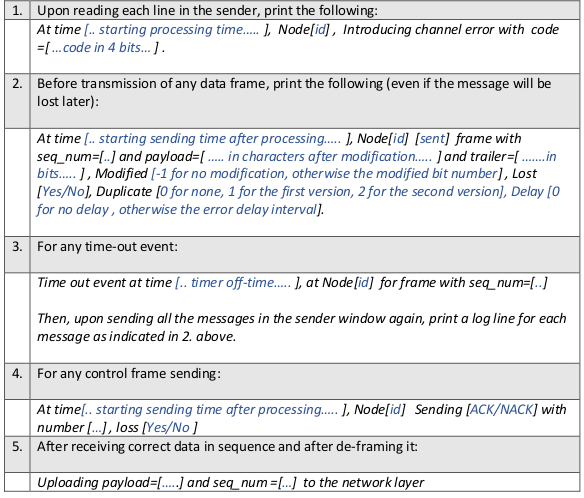 1. Upon reading each line in the sender, print the following:
At time [.. starting processing time..... ], Node[id] , Introducing channel error with code
=[ ...code in 4 bits... ] .
2. Before transmission of any data frame, print the following (even if the message will be
lost later):
At time [.. starting sending time after processing..... ], Node[id] [sent] frame with
seq_num=[..] and payload=[ ..... in characters after modification..... ] and trailer=[ .......in
bits..... ] , Modified [-1 for no modification, otherwise the modified bit number] , Lost
[Yes/No], Duplicate [0 for none, 1 for the first version, 2 for the second version], Delay [0
for no delay , otherwise the error delay interval].
3. For any time-out event:
Time out event at time [.. timer off-time..... ], at Node[id] for frame with seq_num=[..]
Then, upon sending all the messages in the sender window again, print a log line for each
message as indicated in 2. above.
4. For any control frame sending:
At time[.. starting sending time after processing..... ], Node[id] Sending [ACK/NACK] with
number [...] , loss [Yes/No ]
5. After receiving correct data in sequence and after de-framing it:
Uploading payload=[.....] and seq_num =[...] to the network layer